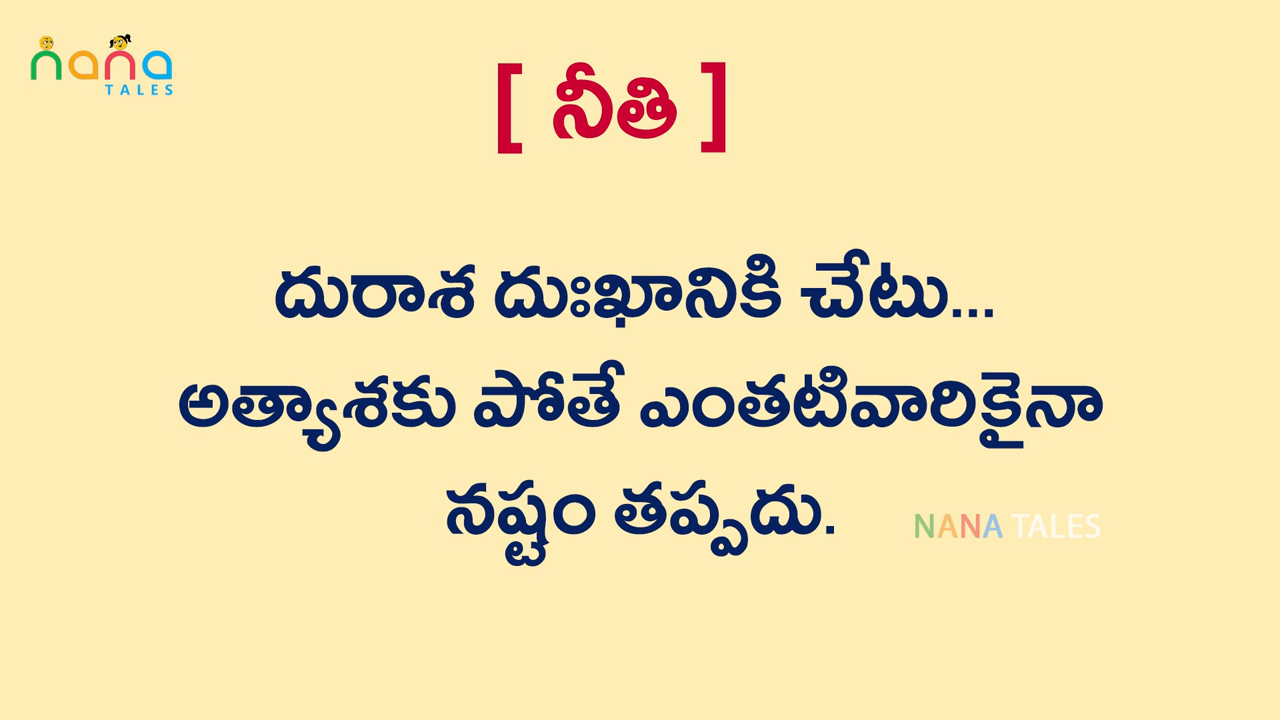 nana
TALES
[ నీతి ]
దురాశ దుఃఖానికి చేటు...
అత్యాశకు పోతే ఎంతటివారికైనా
నష్టం తప్పదు.
NANA TALES